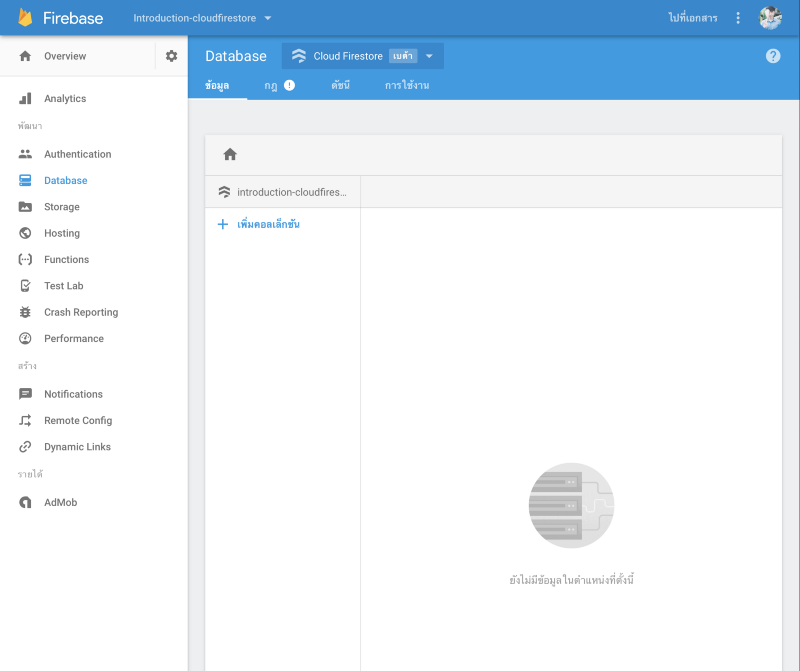 Firebase
Introduction-cloudfirestore
ไปที่เอกสาร
Overview
Analytics
พัฒนา
Authentication
Database
Storage
Hosting
Functions
Test Lab
Crash Reporting
Performance
สร้าง
Notifications
Remote Config
Dynamic Links
รายได้
AdMob
Database
Cloud Firestore เบต้า
ข้อมูล
กฎ
ดัชนี
การใช้งาน
introduction-cloudfires...
เพิ่มคอลเล็กชัน
ยังไม่มีข้อมูลในตำแหน่งที่ตั้งนี้